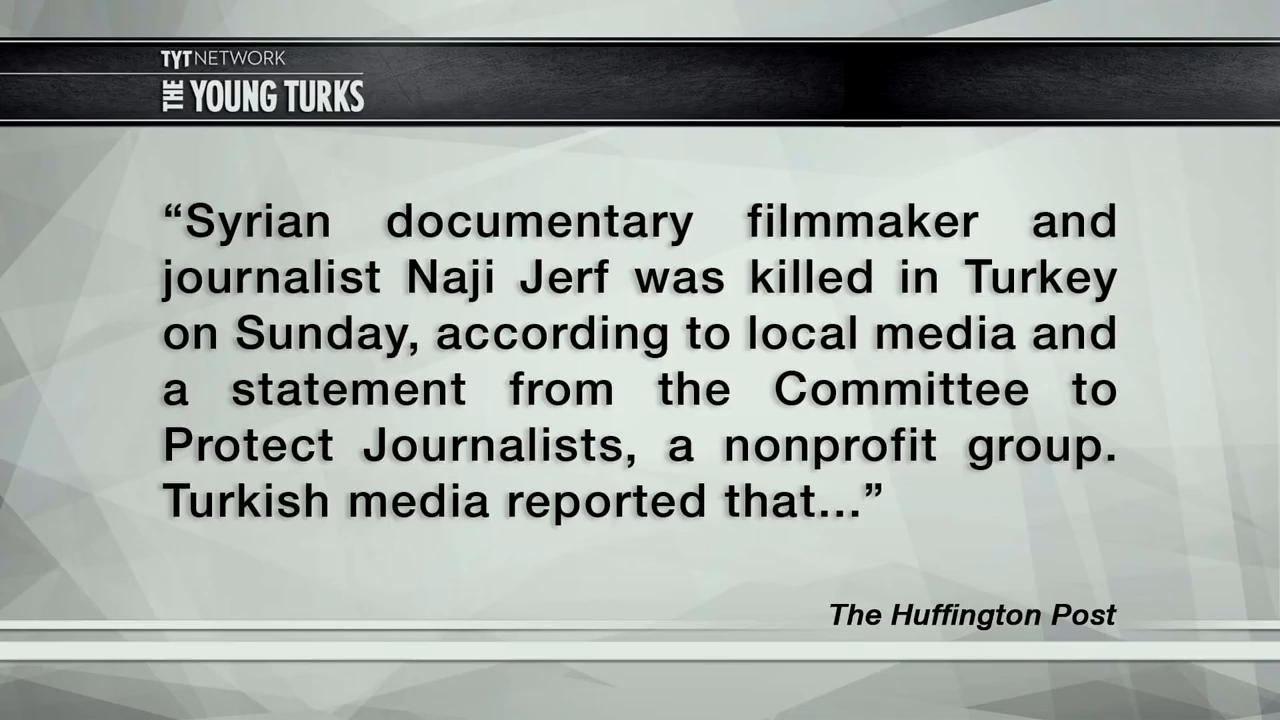 TYT NETWORK
THE YOUNG TURKS
“Syrian documentary filmmaker and
journalist Naji Jerf was killed in Turkey
on Sunday, according to local media and
a statement from the Committee to
Protect Journalists, a nonprofit group.
Turkish media reported that...”
The Huffington Post